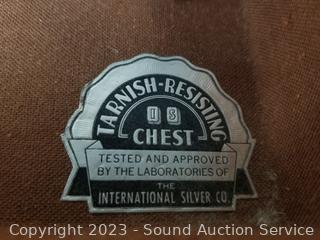 TARNISH-RESISTING
IS
CHEST
TESTED AND APPROVED
BY THE LABORATORIES OF
THE
INTERNATIONAL SILVER CO.
Copyright 2023 - Sound Auction Service